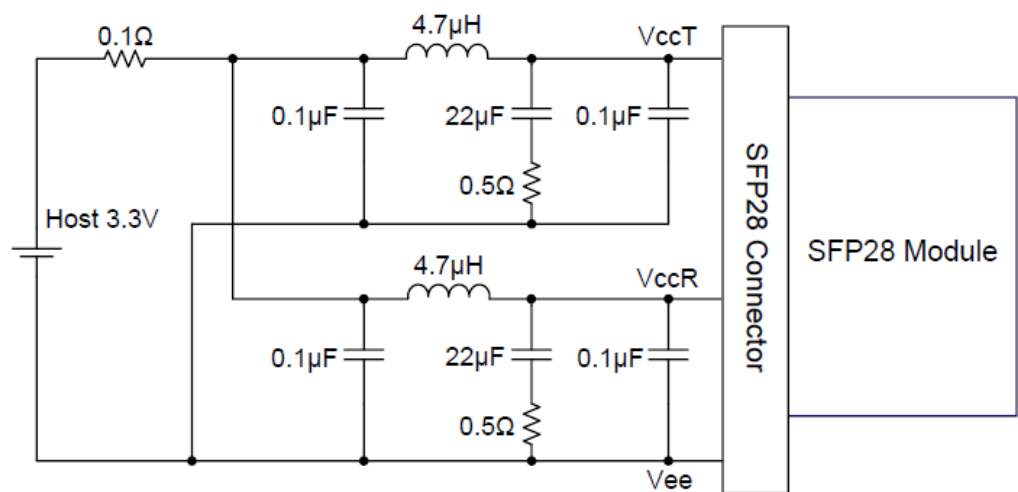 4.7µH
VccT
0.1Ω
0.1µF
22µF
0.1µF
0.5Ω
Host 3.3V
SFP28 Connector
SFP28 Module
4.7µH
VccR
0.1µF
22µF
0.1µF
0.5Ω
Vee